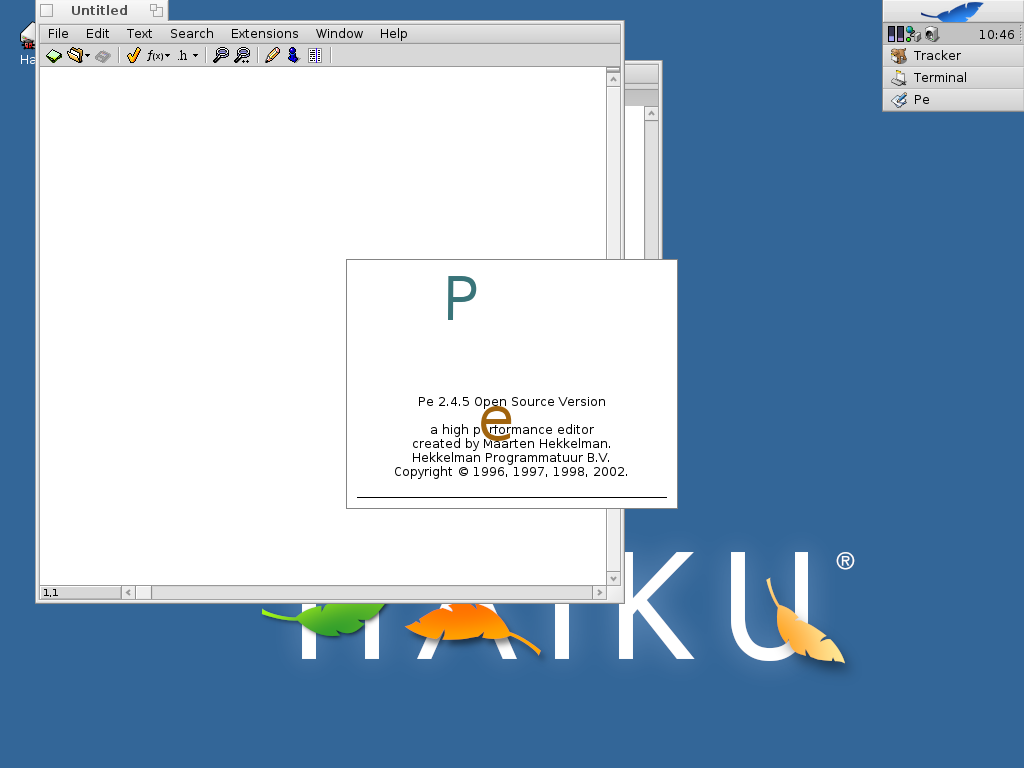 Untitled
File Edit Text Search Extensions Window Help
f(x) .h
Ha
10:46
Tracker
Terminal
Pe
P
e
Pe 2.4.5 Open Source Version
a high performance editor
created by Maarten Hekkelman.
Hekkelman Programmatuur B.V.
Copyright © 1996, 1997, 1998, 2002.
1,1
HAIKU®